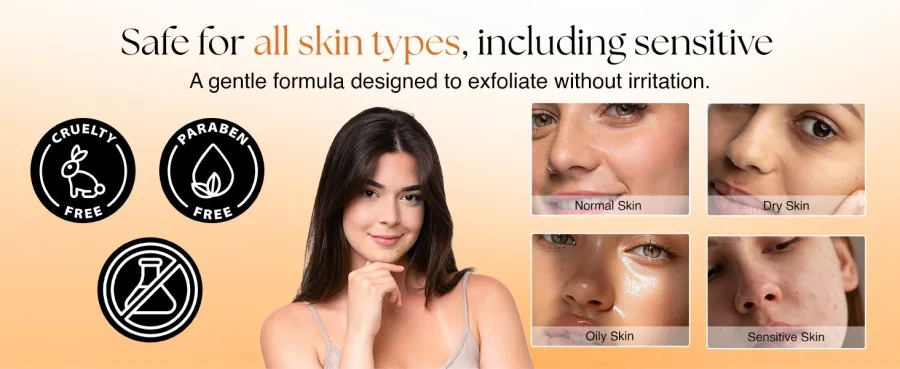 Safe for all skin types, including sensitive
A gentle formula designed to exfoliate without irritation.
CRUELTY
FREE
PARABEN
FREE
Normal Skin
Dry Skin
Oily Skin
Sensitive Skin